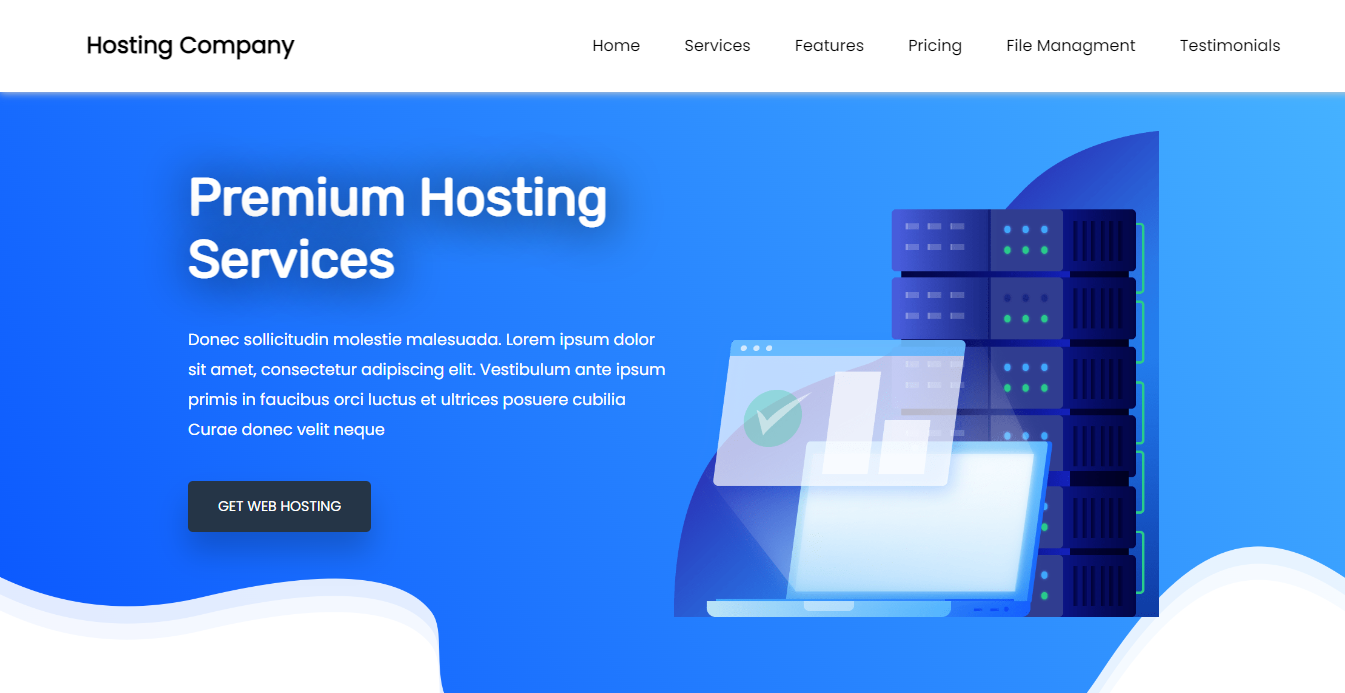 Hosting Company
Home Services Features Pricing File Managment Testimonials
Premium Hosting
Services
Donec sollicitudin molestie malesuada. Lorem ipsum dolor
sit amet, consectetur adipiscing elit. Vestibulum ante ipsum
primis in faucibus orci luctus et ultrices posuere cubilia
Curae donec velit neque
GET WEB HOSTING